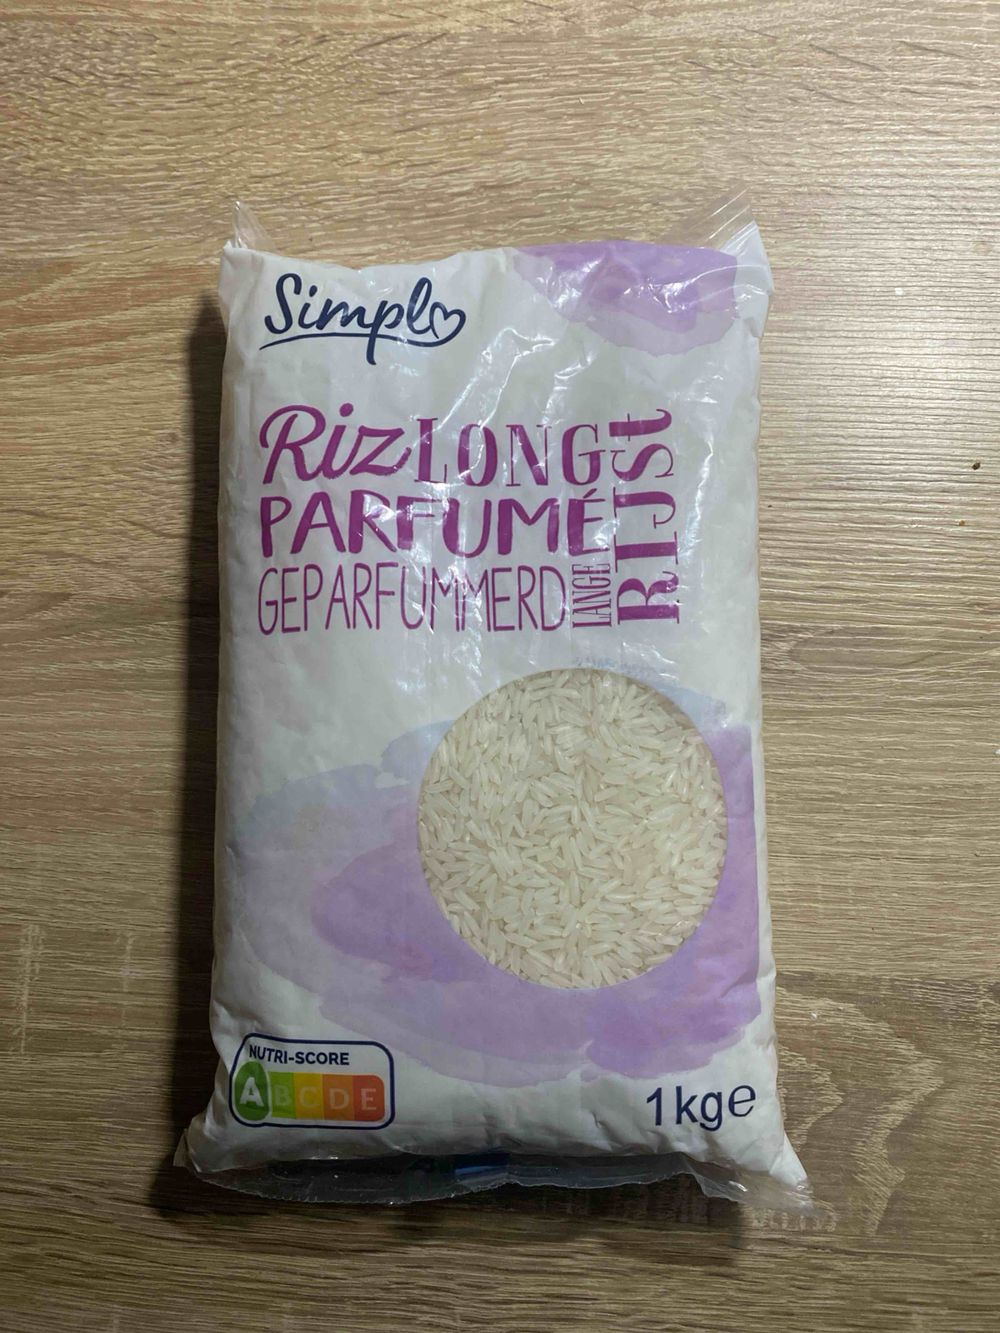 Simpl
Riz LONG
PARFUMÉ
GEPARFUMMERD
LANGE
RIJSt
NUTRI-SCORE
A B C D E
1kg e